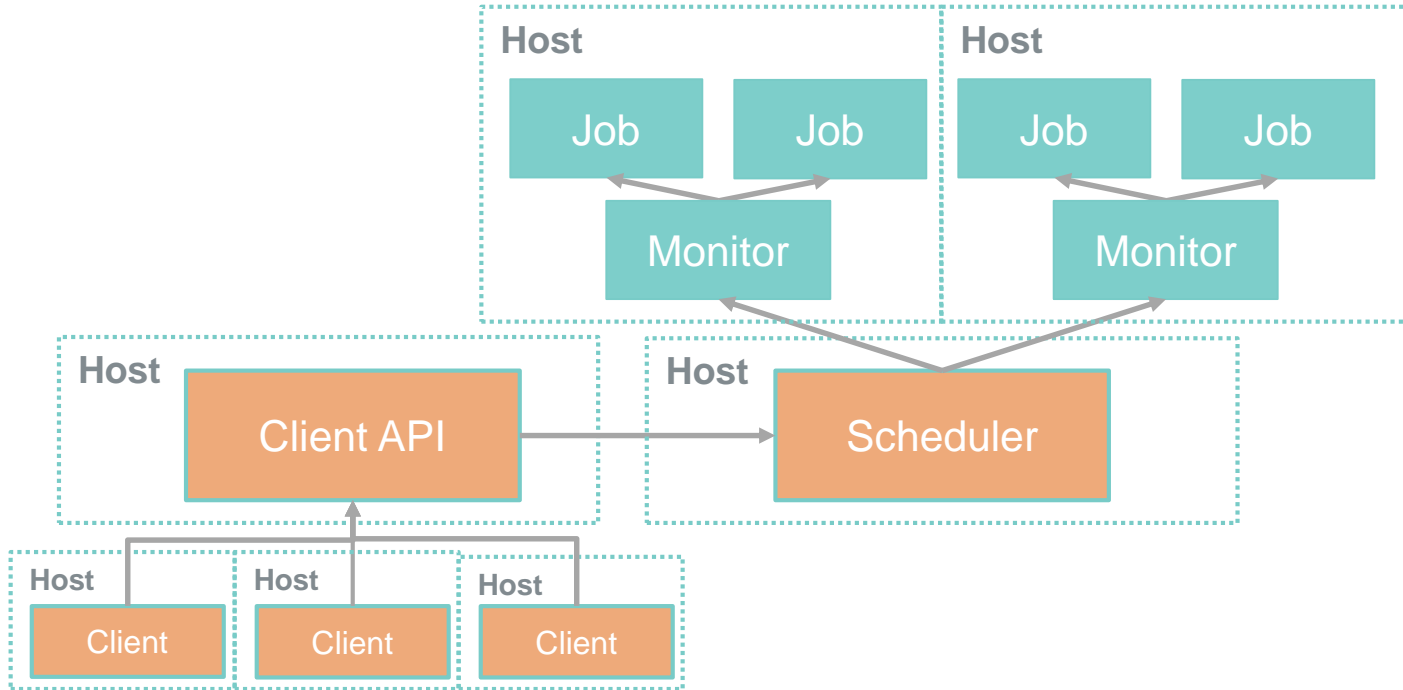 Host
Host
Job
Job
Job
Job
Monitor
Monitor
Host
Host
Client API
Scheduler
Host
Host
Host
Client
Client
Client